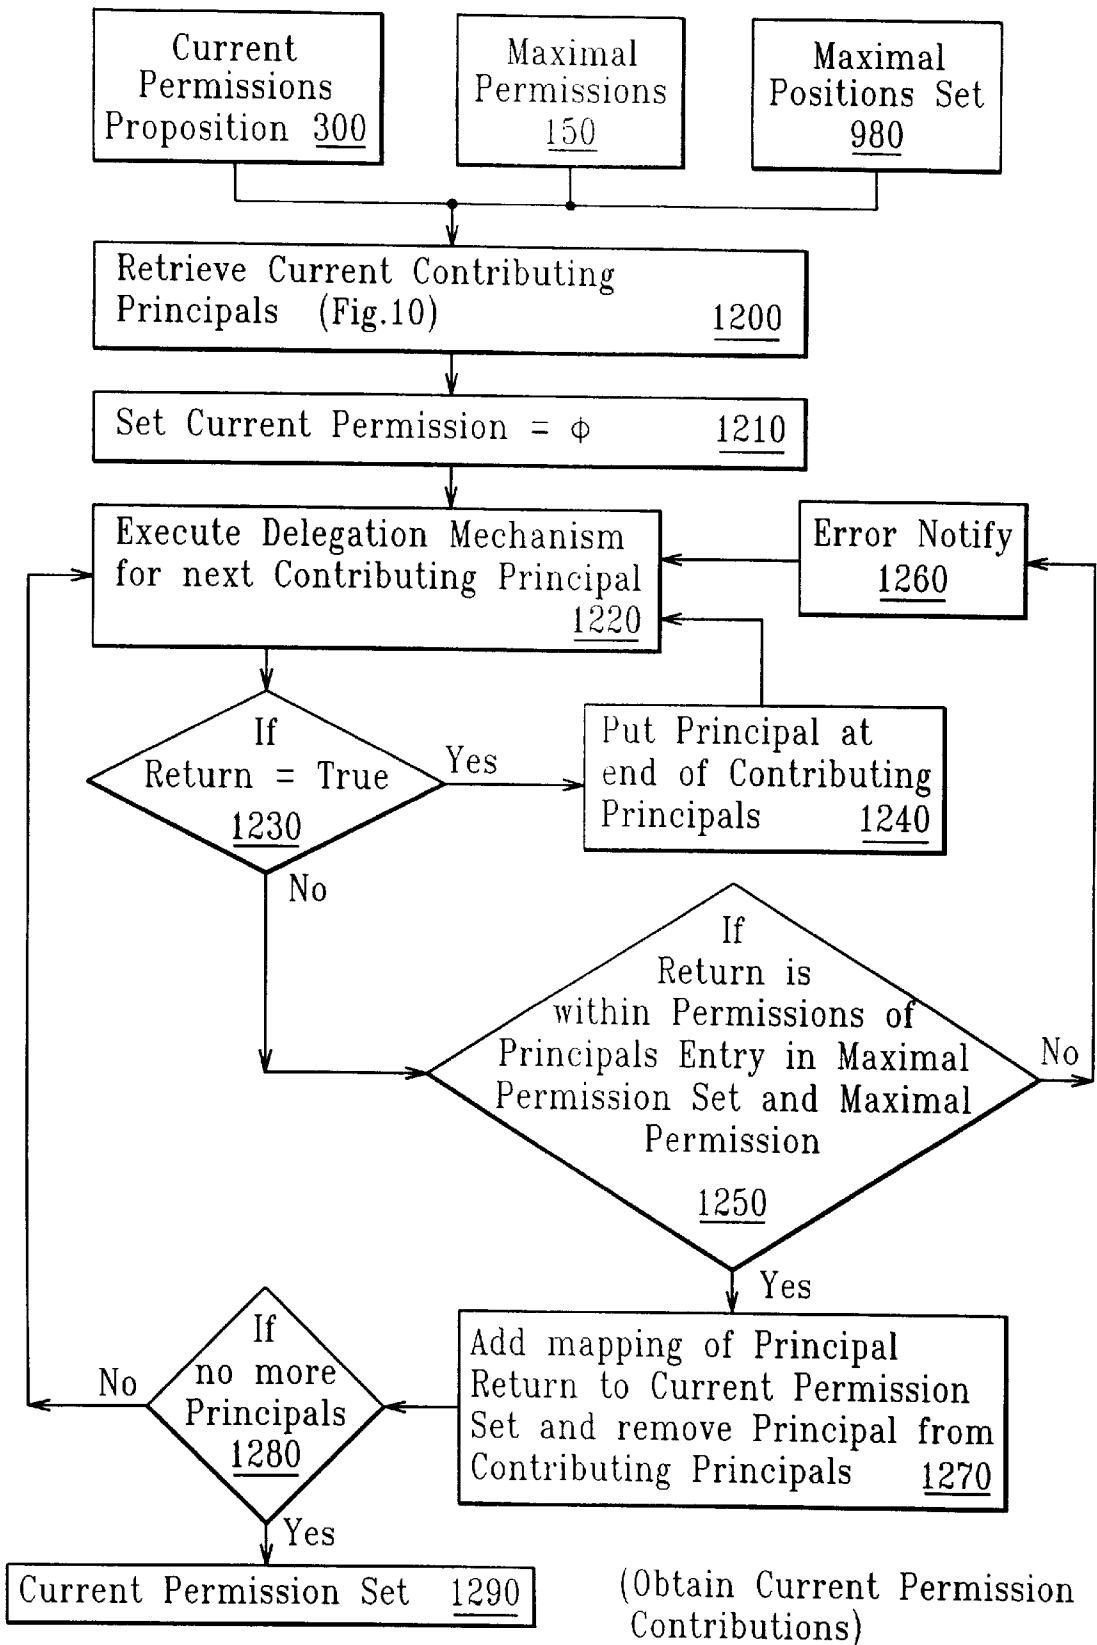 Current
Permissions
Proposition 300
Maximal
Permissions
150
Maximal
Positions Set
980
Retrieve Current Contributing
Principals (Fig.10)
1200
Set Current Permission = φ
1210
Execute Delegation Mechanism
for next Contributing Principal
1220
Error Notify
1260
If
Return = True
1230
Yes
Put Principal at
end of Contributing
Principals 1240
No
If
Return is
within Permissions of
Principals Entry in Maximal
Permission Set and Maximal
Permission
1250
No
Yes
Add mapping of Principal
Return to Current Permission
Set and remove Principal from
Contributing Principals 1270
If
no more
Principals
1280
No
Yes
Current Permission Set 1290
(Obtain Current Permission
Contributions)